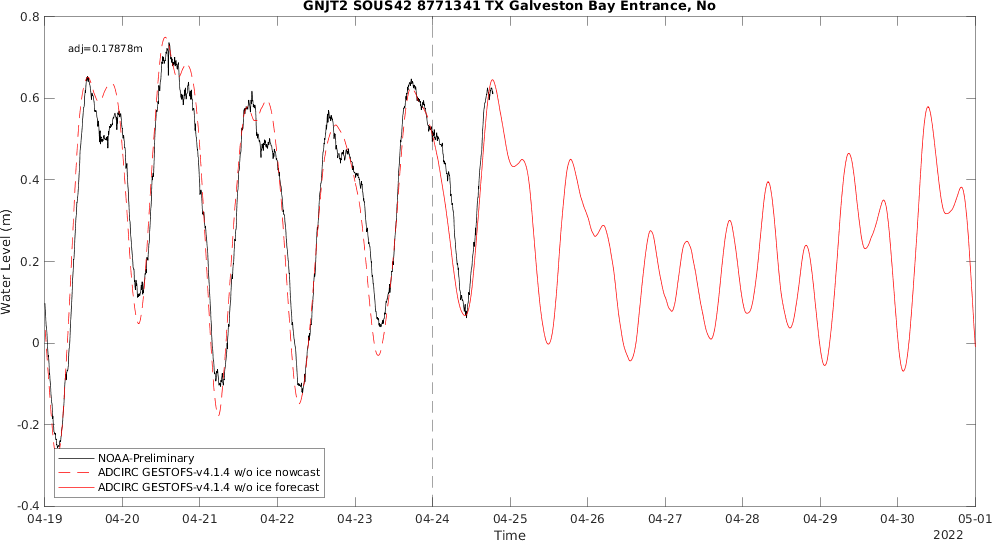 GNJT2 SOUS42 8771341 TX Galveston Bay Entrance, No
adj=0.17878m
0.8
0.6
0.4
0.2
0
-0.2
-0.4
Water Level (m)
NOAA-Preliminary
ADCIRC GESTOFS-v4.1.4 w/o ice nowcast
ADCIRC GESTOFS-v4.1.4 w/o ice forecast
04-19 04-20 04-21 04-22 04-23 04-24 04-25 04-26 04-27 04-28 04-29 04-30 05-01
Time
2022